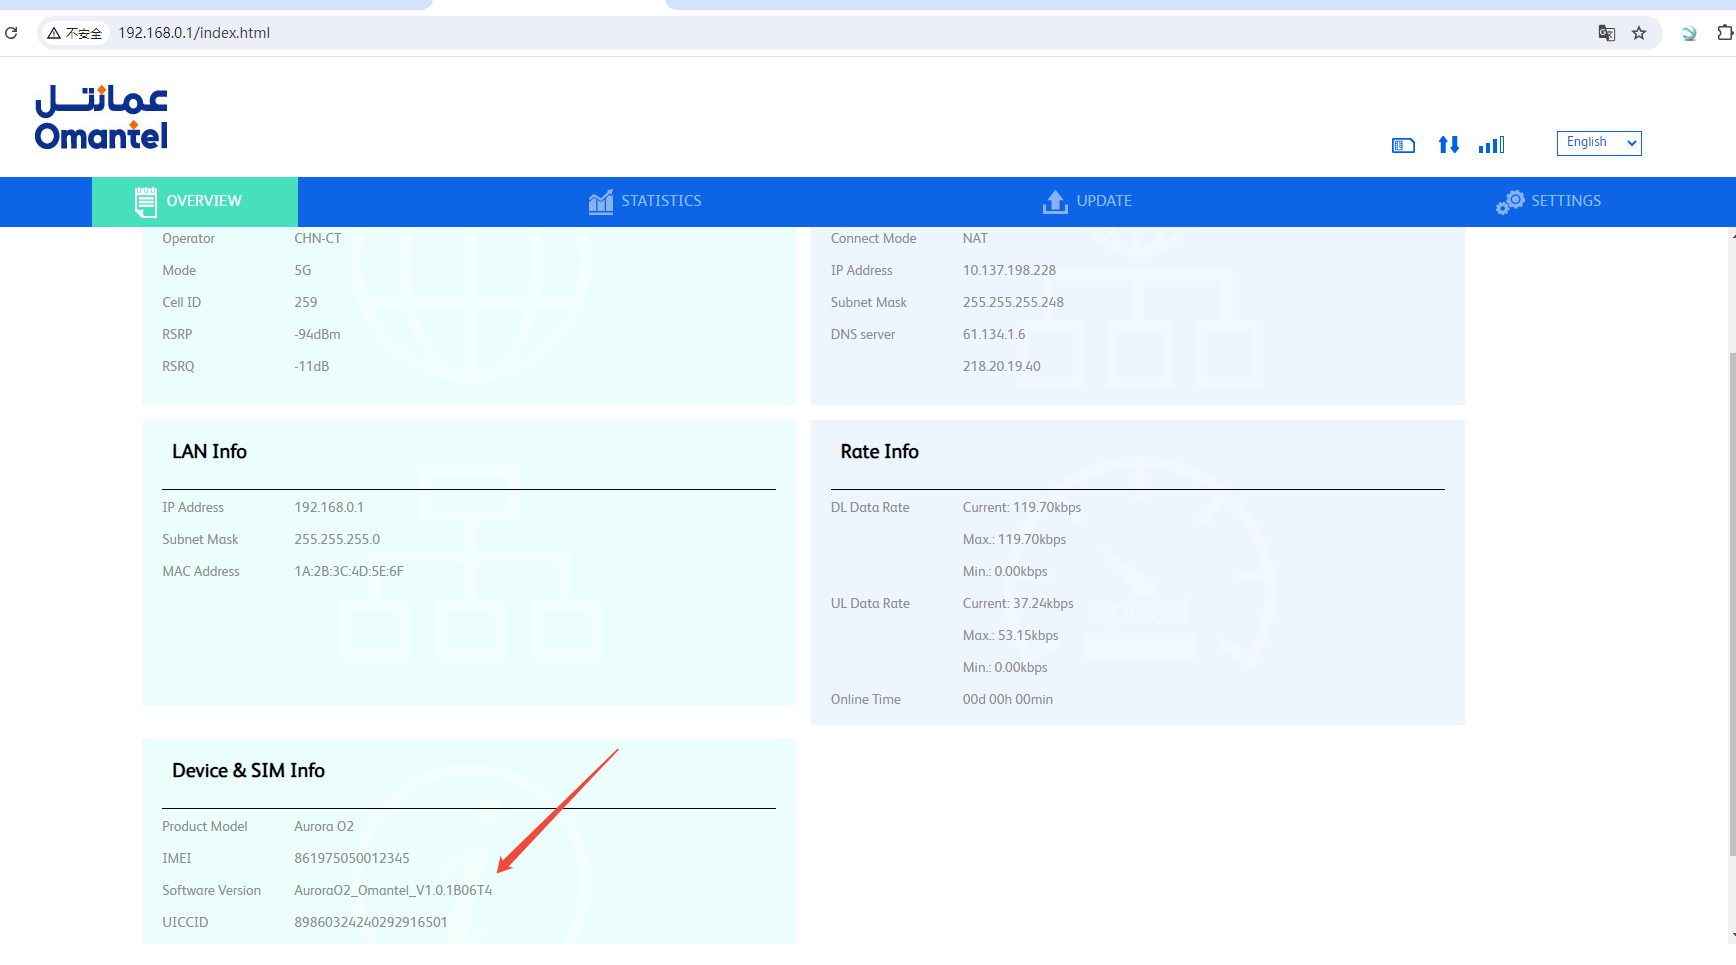 不安全 192.168.0.1/index.html
عمانتل
Omantel
English
OVERVIEW STATISTICS UPDATE SETTINGS
Operator CHN-CT
Mode 5G
Cell ID 259
RSRP -94dBm
RSRQ -11dB
Connect Mode NAT
IP Address 10.137.198.228
Subnet Mask 255.255.255.248
DNS server 61.134.1.6
218.20.19.40
LAN Info
IP Address 192.168.0.1
Subnet Mask 255.255.255.0
MAC Address 1A:2B:3C:4D:5E:6F
Rate Info
DL Data Rate Current: 119.70kbps
Max.: 119.70kbps
Min.: 0.00kbps
UL Data Rate Current: 37.24kbps
speed
Max.: 53.15kbps
Min.: 0.00kbps
Online Time 00d 00h 00min
Device & SIM Info
Product Model Aurora O2
IMEI 861975050012345
Software Version AuroraO2_Omantel_V1.0.1B06T4
UICCID 89860324240292916501